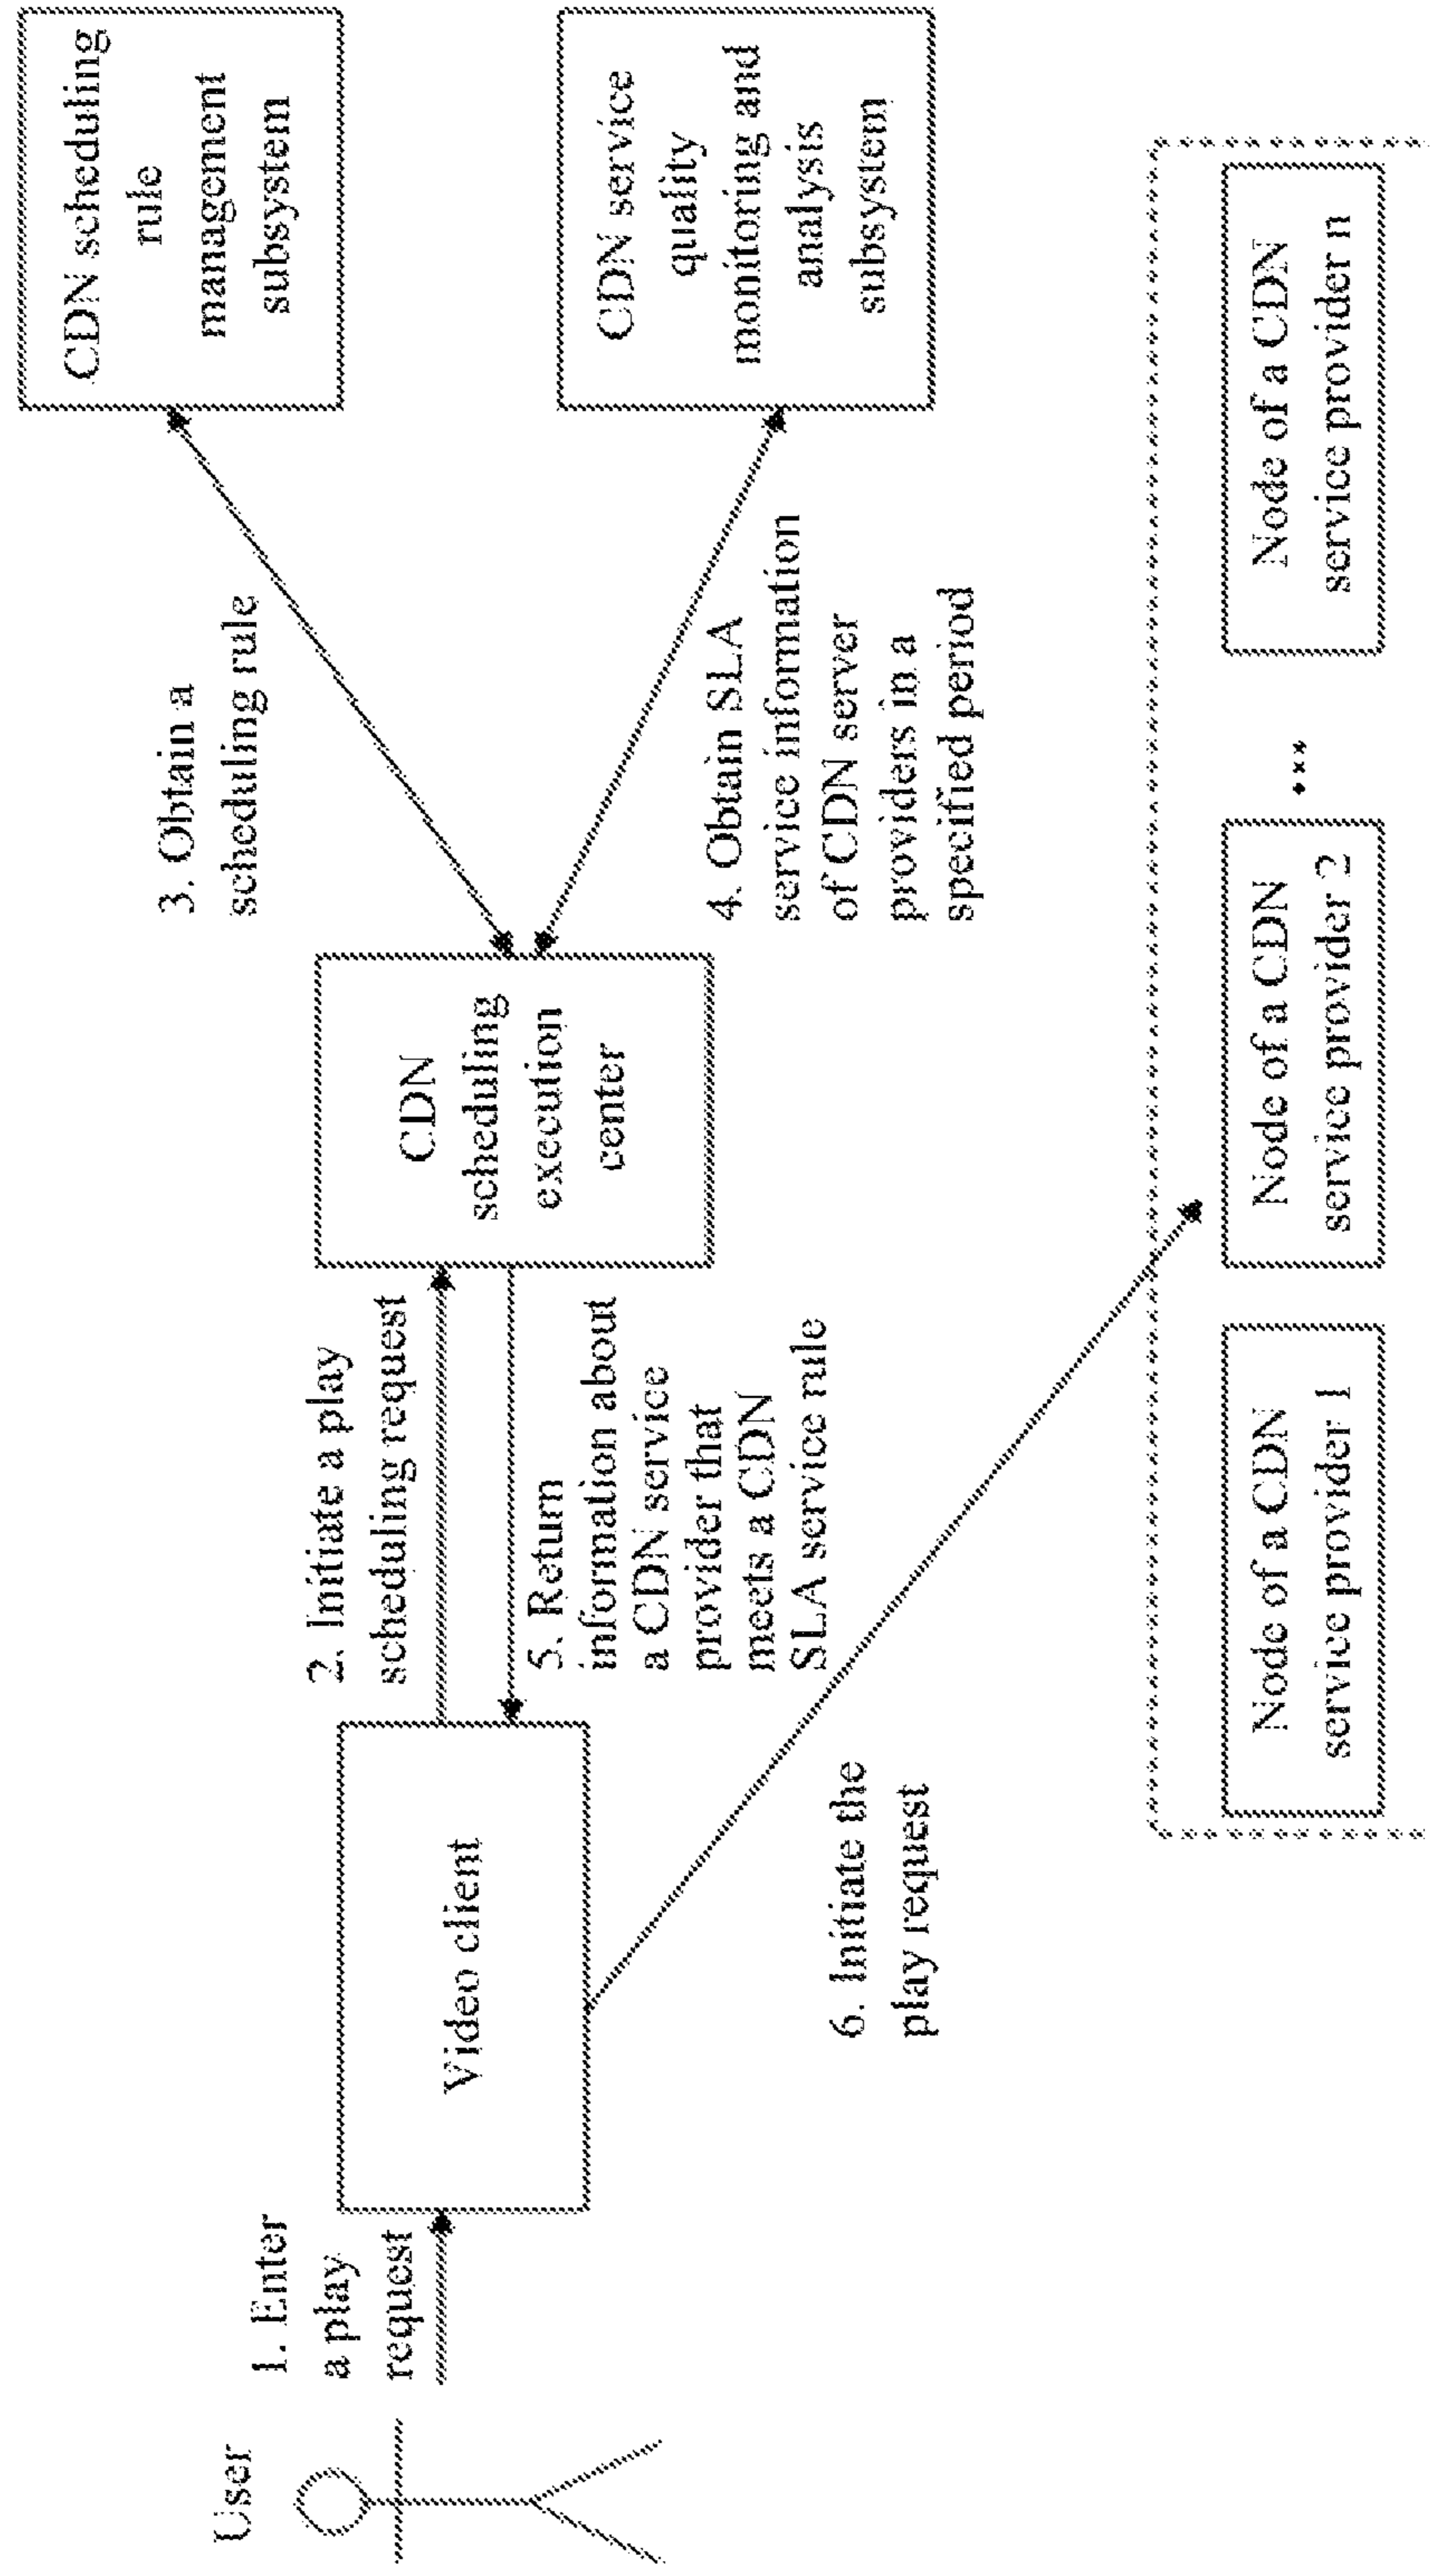 User
1. Enter
a play
request
Video client
2. Initiate a play
scheduling request
5. Return
information about
a CDN service
provider that
meets a CDN
SLA service rule
CDN
scheduling
execution
center
3. Obtain a
scheduling rule
4. Obtain SLA
service information
of CDN server
providers in a
specified period
CDN scheduling
rule
management
subsystem
CDN service
quality
monitoring and
analysis
subsystem
6. Initiate the
play request
Node of a CDN
service provider 1
Node of a CDN
service provider 2
...
Node of a CDN
service provider n